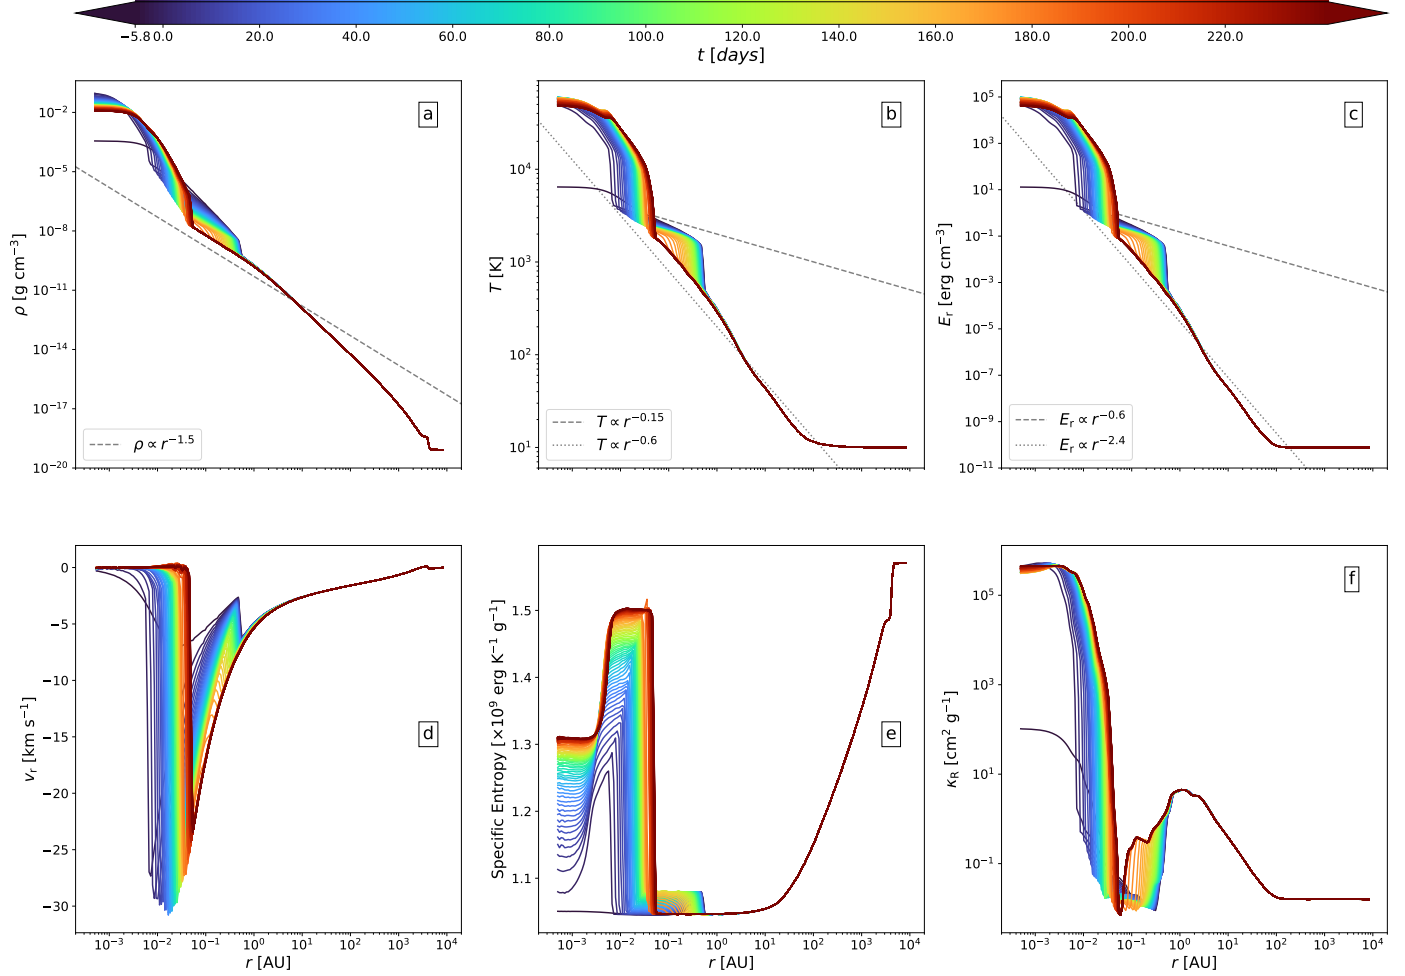 −5.8 0.0 20.0 40.0 60.0 80.0 100.0 120.0 140.0 160.0 180.0 200.0 220.0
t [days]
a
10⁻² 10⁻⁵ 10⁻⁸ 10⁻¹¹ 10⁻¹⁴ 10⁻¹⁷ 10⁻²⁰
ρ [g cm⁻³]
ρ ∝ r⁻¹·⁵
b
10⁴ 10³ 10² 10¹
T [K]
T ∝ r⁻⁰·¹⁵
T ∝ r⁻⁰·⁶
c
10⁵ 10³ 10¹ 10⁻¹ 10⁻³ 10⁻⁵ 10⁻⁷ 10⁻⁹ 10⁻¹¹
Eᵣ [erg cm⁻³]
Eᵣ ∝ r⁻⁰·⁶
Eᵣ ∝ r⁻²·⁴
d
0 −5 −10 −15 −20 −25 −30
vᵣ [km s⁻¹]
10⁻³ 10⁻² 10⁻¹ 10⁰ 10¹ 10² 10³ 10⁴
r [AU]
e
1.5 1.4 1.3 1.2 1.1
Specific Entropy [×10⁹ erg K⁻¹ g⁻¹]
10⁻³ 10⁻² 10⁻¹ 10⁰ 10¹ 10² 10³ 10⁴
r [AU]
f
10⁵ 10³ 10¹ 10⁻¹
κ_R [cm² g⁻¹]
10⁻³ 10⁻² 10⁻¹ 10⁰ 10¹ 10² 10³ 10⁴
r [AU]